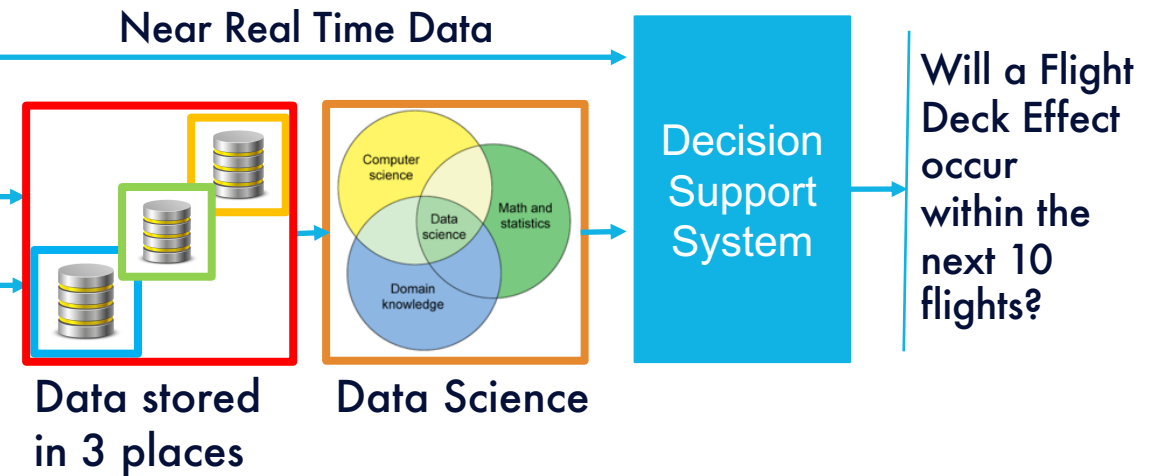 Near Real Time Data
Computer
science
Math and
statistics
Data
science
Domain
knowledge
Data stored
in 3 places
Data Science
Decision
Support
System
Will a Flight
Deck Effect
occur
within the
next 10
flights?